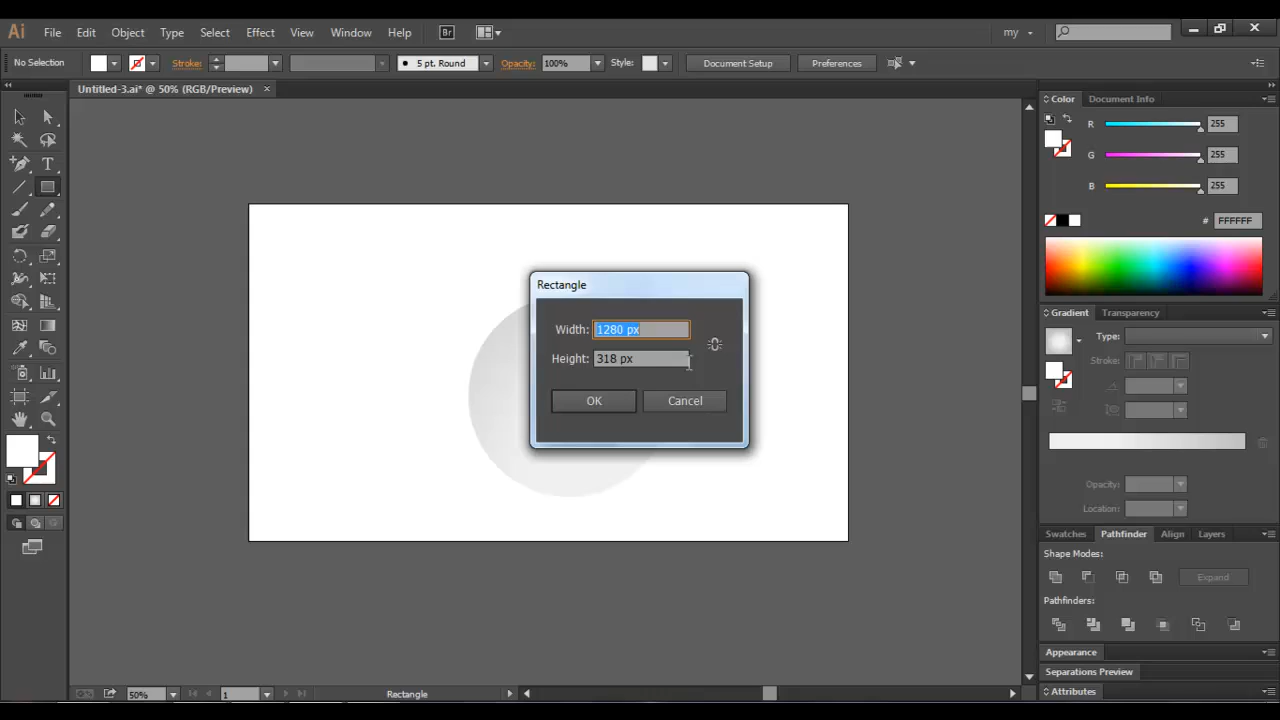 Ai File Edit Object Type Select Effect View Window Help Br my
No Selection Stroke: 5 pt. Round Opacity: 100% Style: Document Setup Preferences
Untitled-3.ai* @ 50% (RGB/Preview) ×
Color Document Info
R 255
G 255
B 255
# FFFFFF
Rectangle
Width: 1280 px
Height: 318 px
OK Cancel
Gradient Transparency
Type:
Stroke:
Opacity:
Location:
Swatches Pathfinder Align Layers
Shape Modes:
Expand
Pathfinders:
Appearance
Separations Preview
Attributes
50% 1 Rectangle